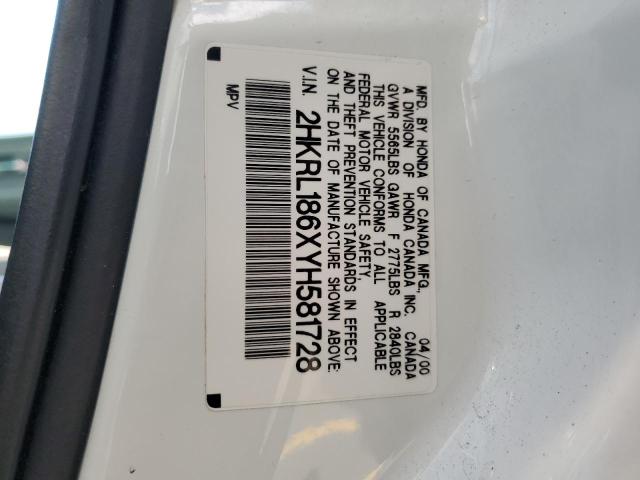 MFD. BY HONDA OF CANADA MFG., 04/00
A DIVISION OF HONDA CANADA INC. CANADA
GVWR 5565LBS GAWR F 2775LBS R 2840LBS
THIS VEHICLE CONFORMS TO ALL APPLICABLE
FEDERAL MOTOR VEHICLE SAFETY,
AND THEFT PREVENTION STANDARDS IN EFFECT
ON THE DATE OF MANUFACTURE SHOWN ABOVE.
V.I.N. 2HKRL186XYH581728
MPV